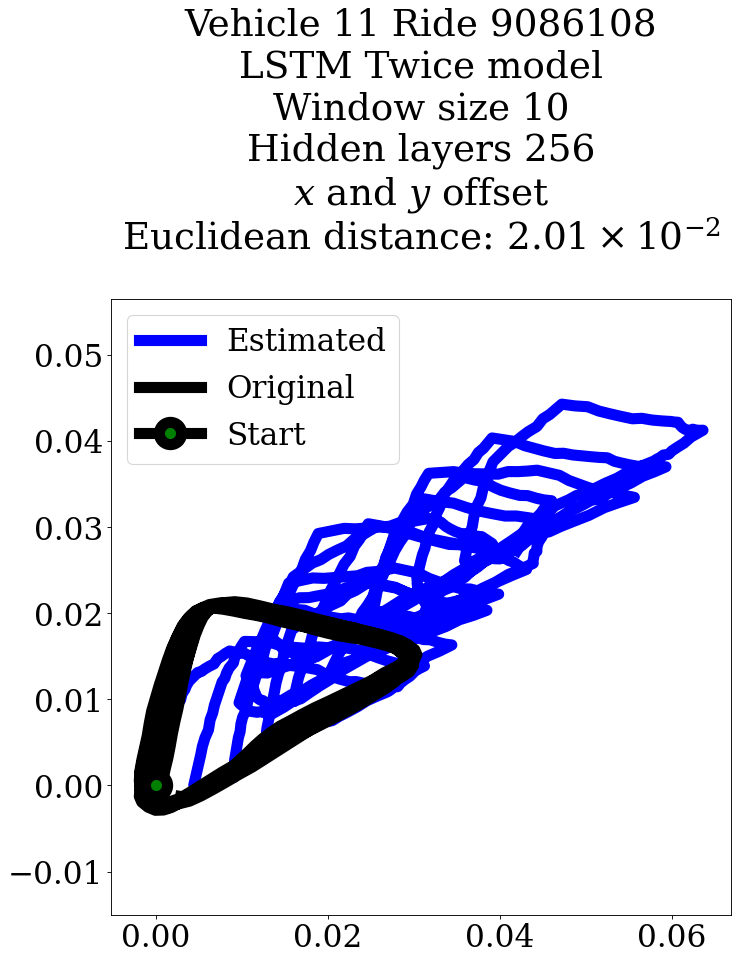 Vehicle 11 Ride 9086108
LSTM Twice model
Window size 10
Hidden layers 256
x and y offset
Euclidean distance: 2.01 × 10⁻²
Estimated
Original
Start
0.05
0.04
0.03
0.02
0.01
0.00
−0.01
0.00 0.02 0.04 0.06